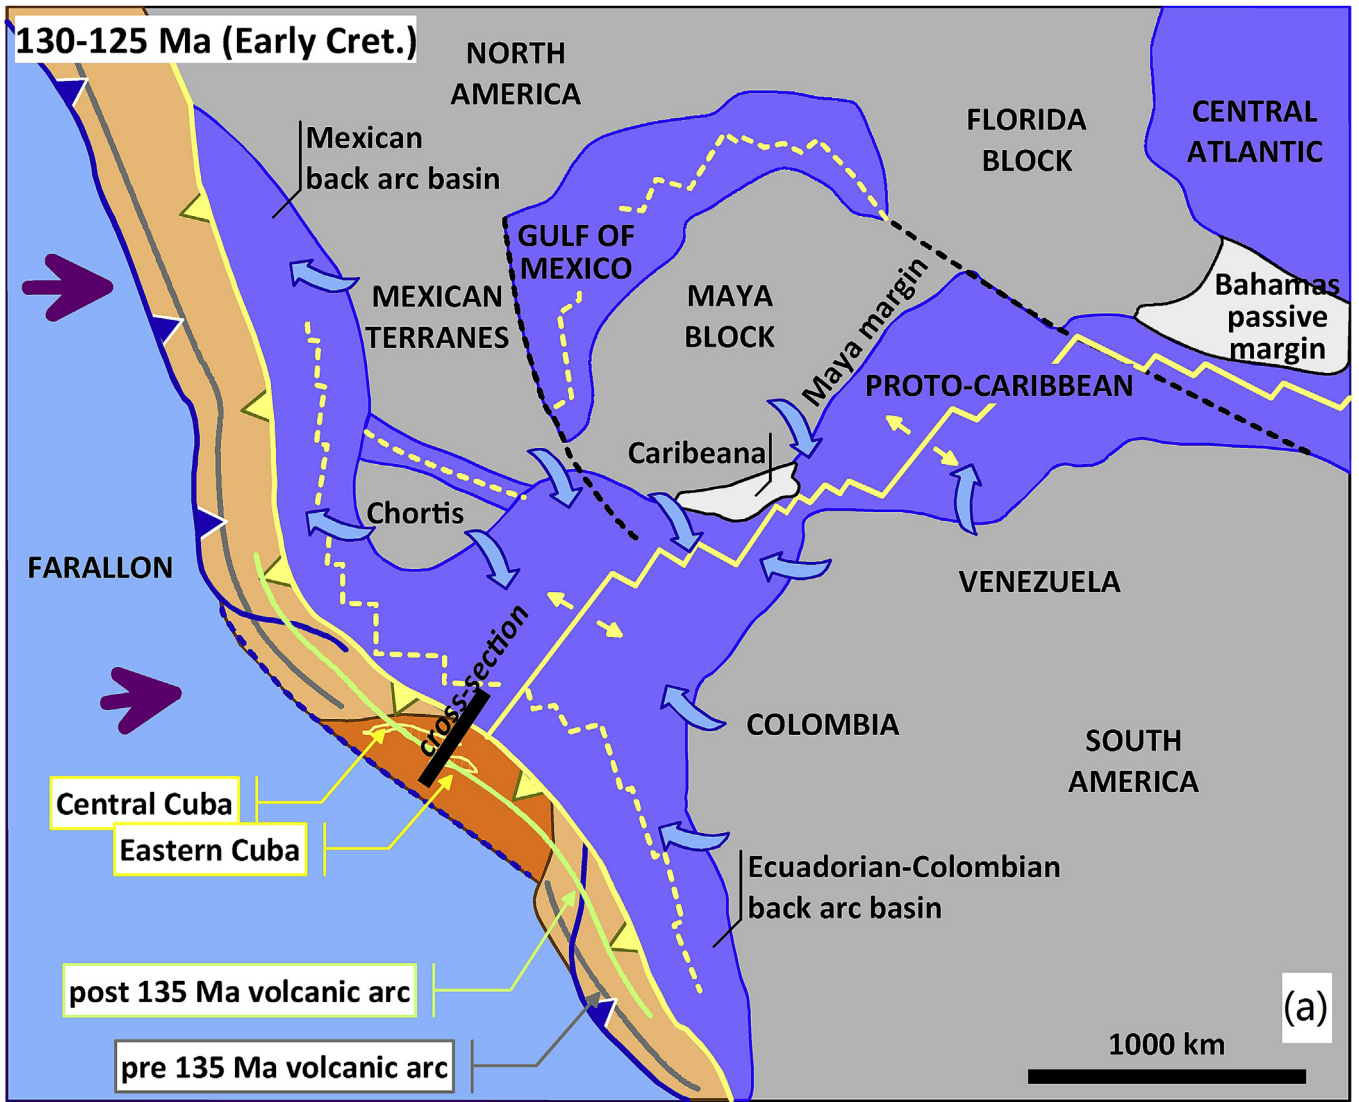 130-125 Ma (Early Cret.)
NORTH
AMERICA
FLORIDA
BLOCK
CENTRAL
ATLANTIC
Mexican
back arc basin
GULF OF
MEXICO
MEXICAN
TERRANES
MAYA
BLOCK
Maya margin
Bahamas
passive
margin
PROTO-CARIBBEAN
Caribeana
Chortis
FARALLON
VENEZUELA
cross-section
COLOMBIA
SOUTH
AMERICA
Central Cuba
Eastern Cuba
Ecuadorian-Colombian
back arc basin
post 135 Ma volcanic arc
pre 135 Ma volcanic arc
(a)
1000 km